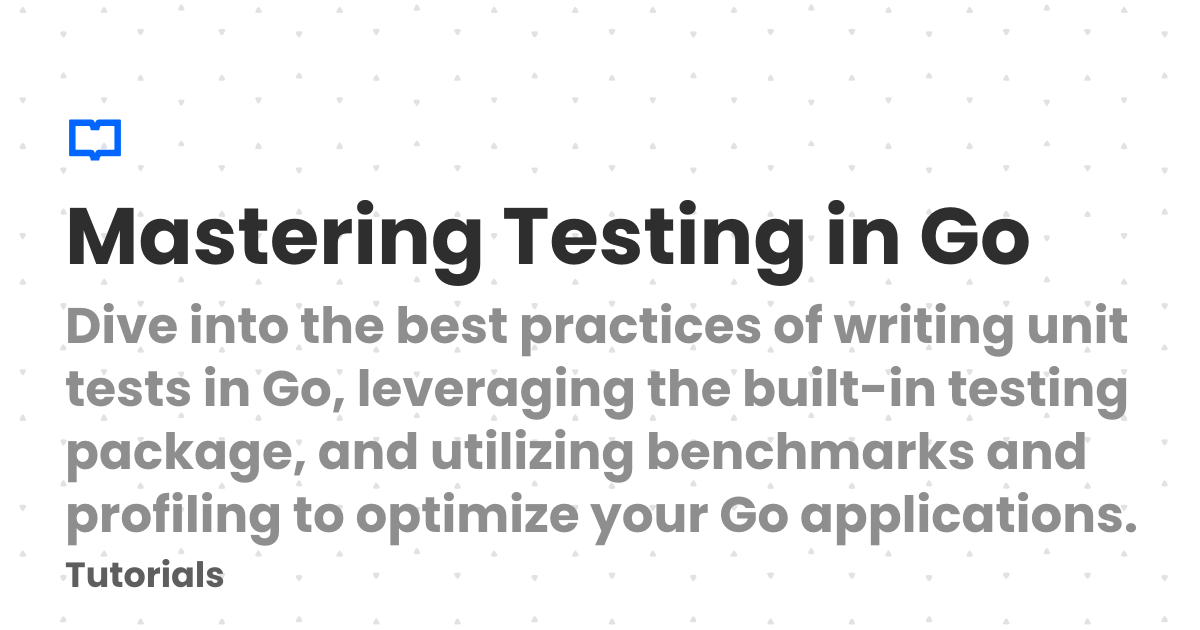 Mastering Testing in Go
Dive into the best practices of writing unit
tests in Go, leveraging the built-in testing
package, and utilizing benchmarks and
profiling to optimize your Go applications.
Tutorials